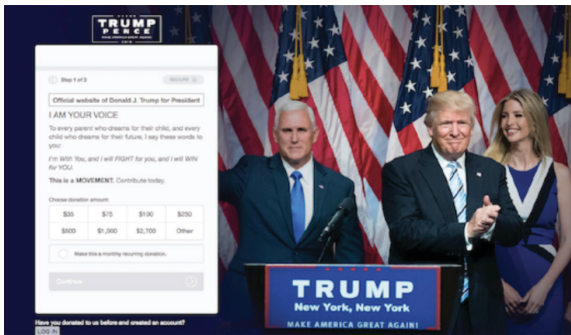 TRUMP
PENCE
MAKE AMERICA GREAT AGAIN!
2016
Step 1 of 3
SECURE
Official website of Donald J. Trump for President
I AM YOUR VOICE
To every parent who dreams for their child, and every
child who dreams for their future, I say these words to
you:
I'm With You, and I will FIGHT for you, and I will WIN
for YOU.
This is a MOVEMENT. Contribute today.
Choose donation amount:
$35 $75 $100 $250
$500 $1,000 $2,700 Other
Make this a monthly recurring donation.
Continue
Have you donated to us before and created an account?
LOG IN
TRUMP
New York, New York
MAKE AMERICA GREAT AGAIN!